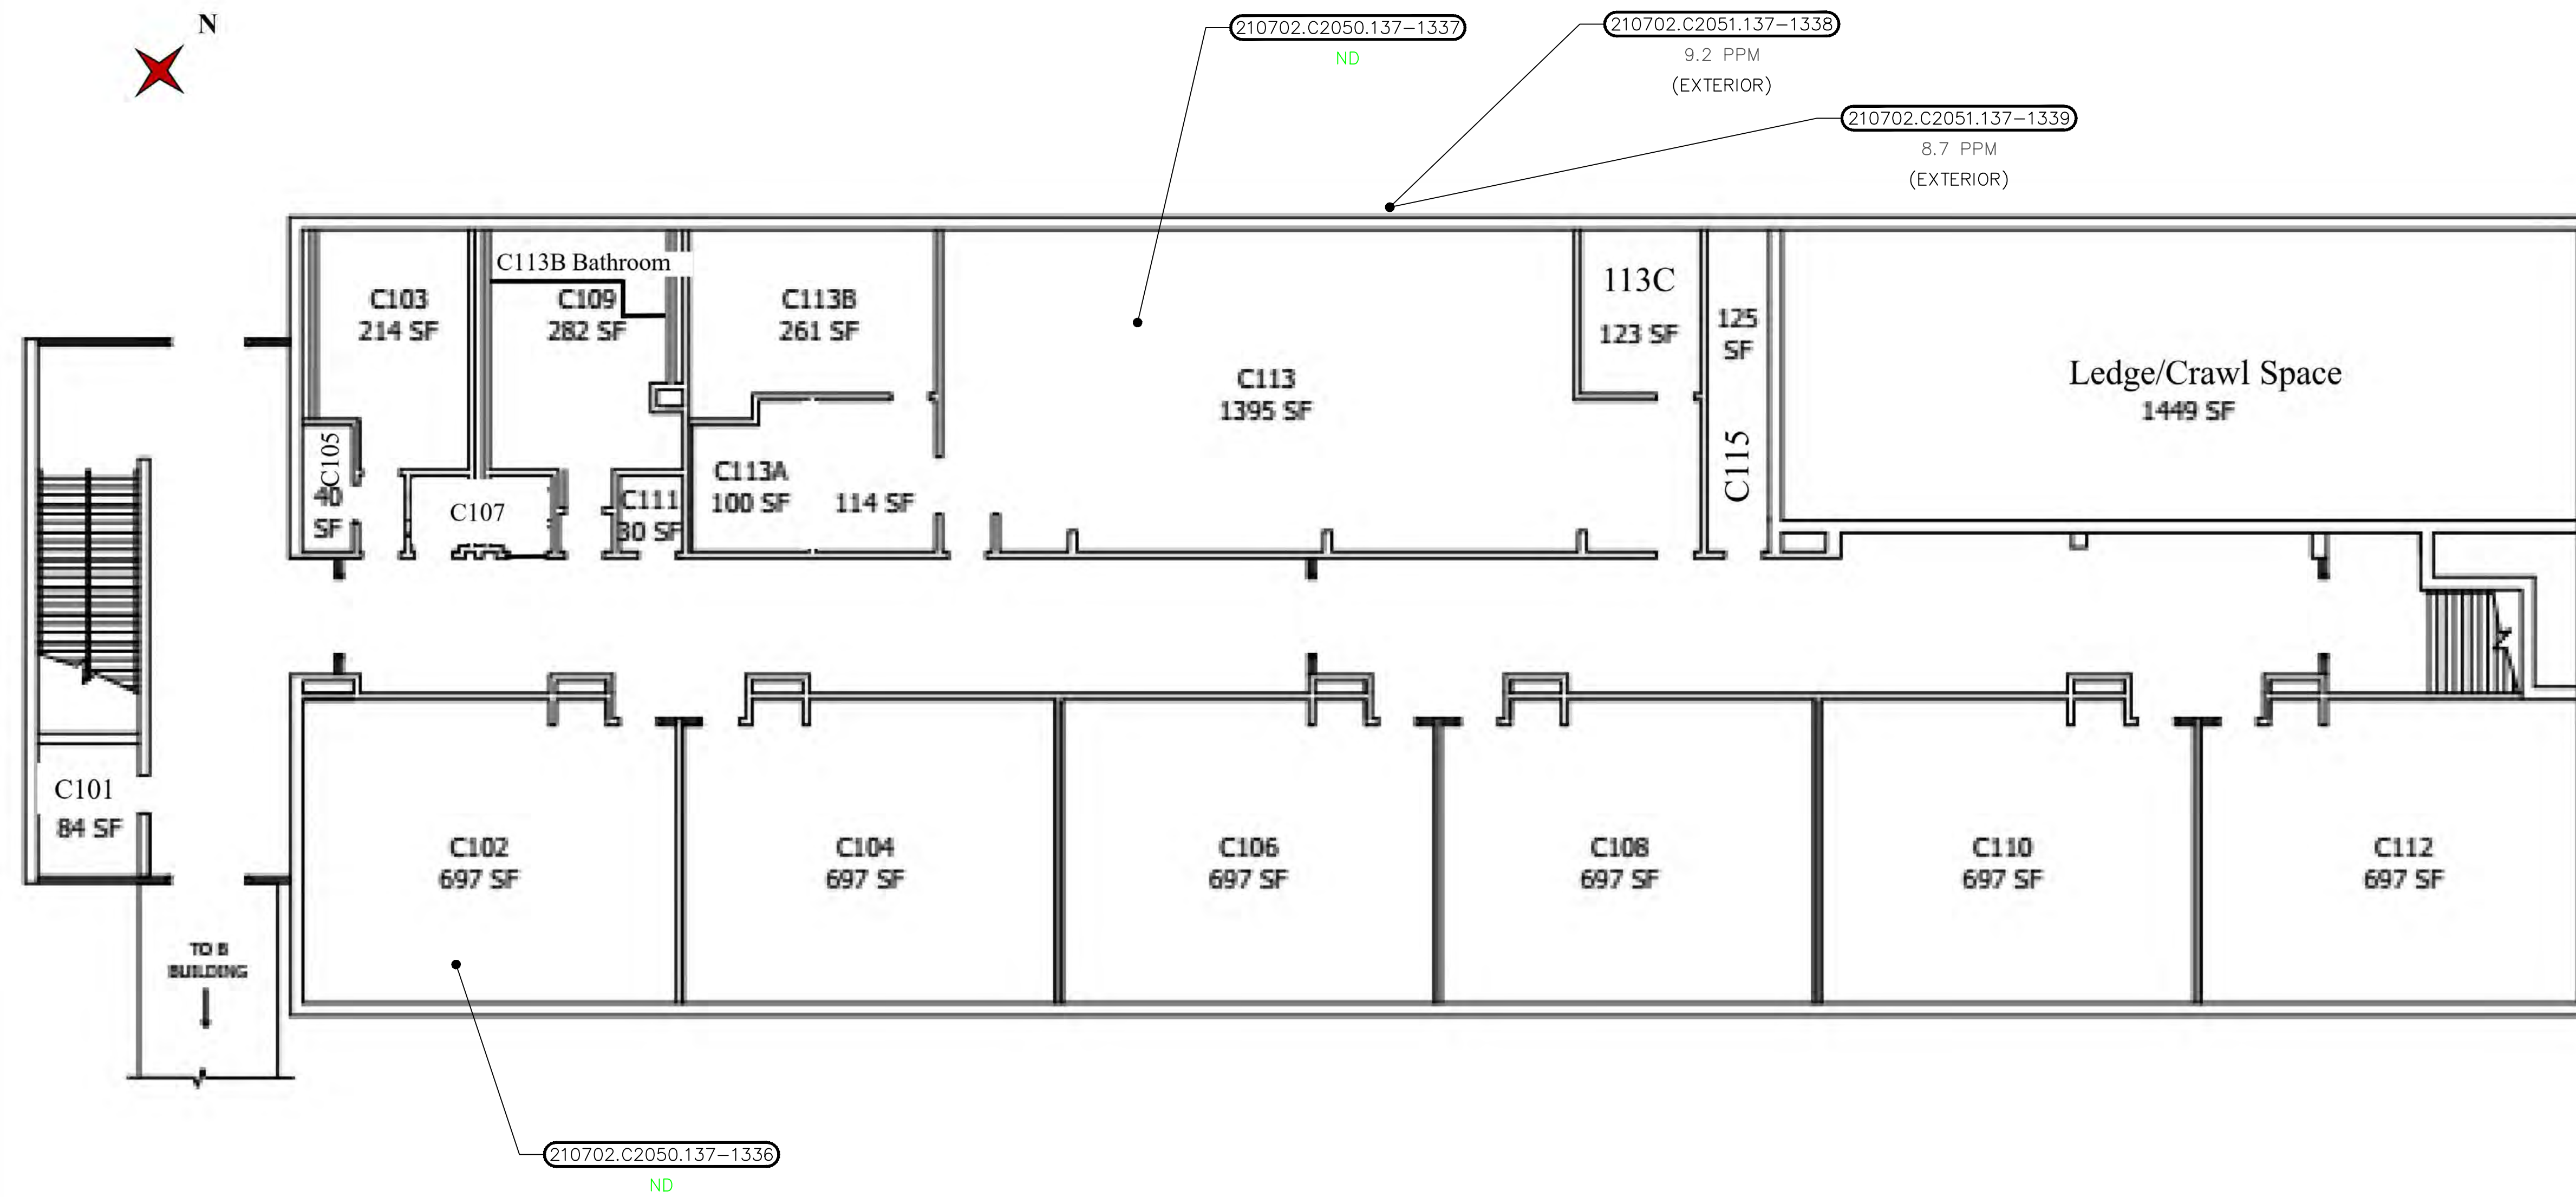 N
210702.C2050.137-1337
ND
210702.C2051.137-1338
9.2 PPM
(EXTERIOR)
210702.C2051.137-1339
8.7 PPM
(EXTERIOR)
C103
214 SF
C113B Bathroom
C109
282 SF
C113B
261 SF
C113
1395 SF
113C
123 SF
125
SF
C115
Ledge/Crawl Space
1449 SF
C105
40
SF
C107
C111
30 SF
C113A
100 SF
114 SF
C101
84 SF
C102
697 SF
C104
697 SF
C106
697 SF
C108
697 SF
C110
697 SF
C112
697 SF
TO B
BUILDING
210702.C2050.137-1336
ND